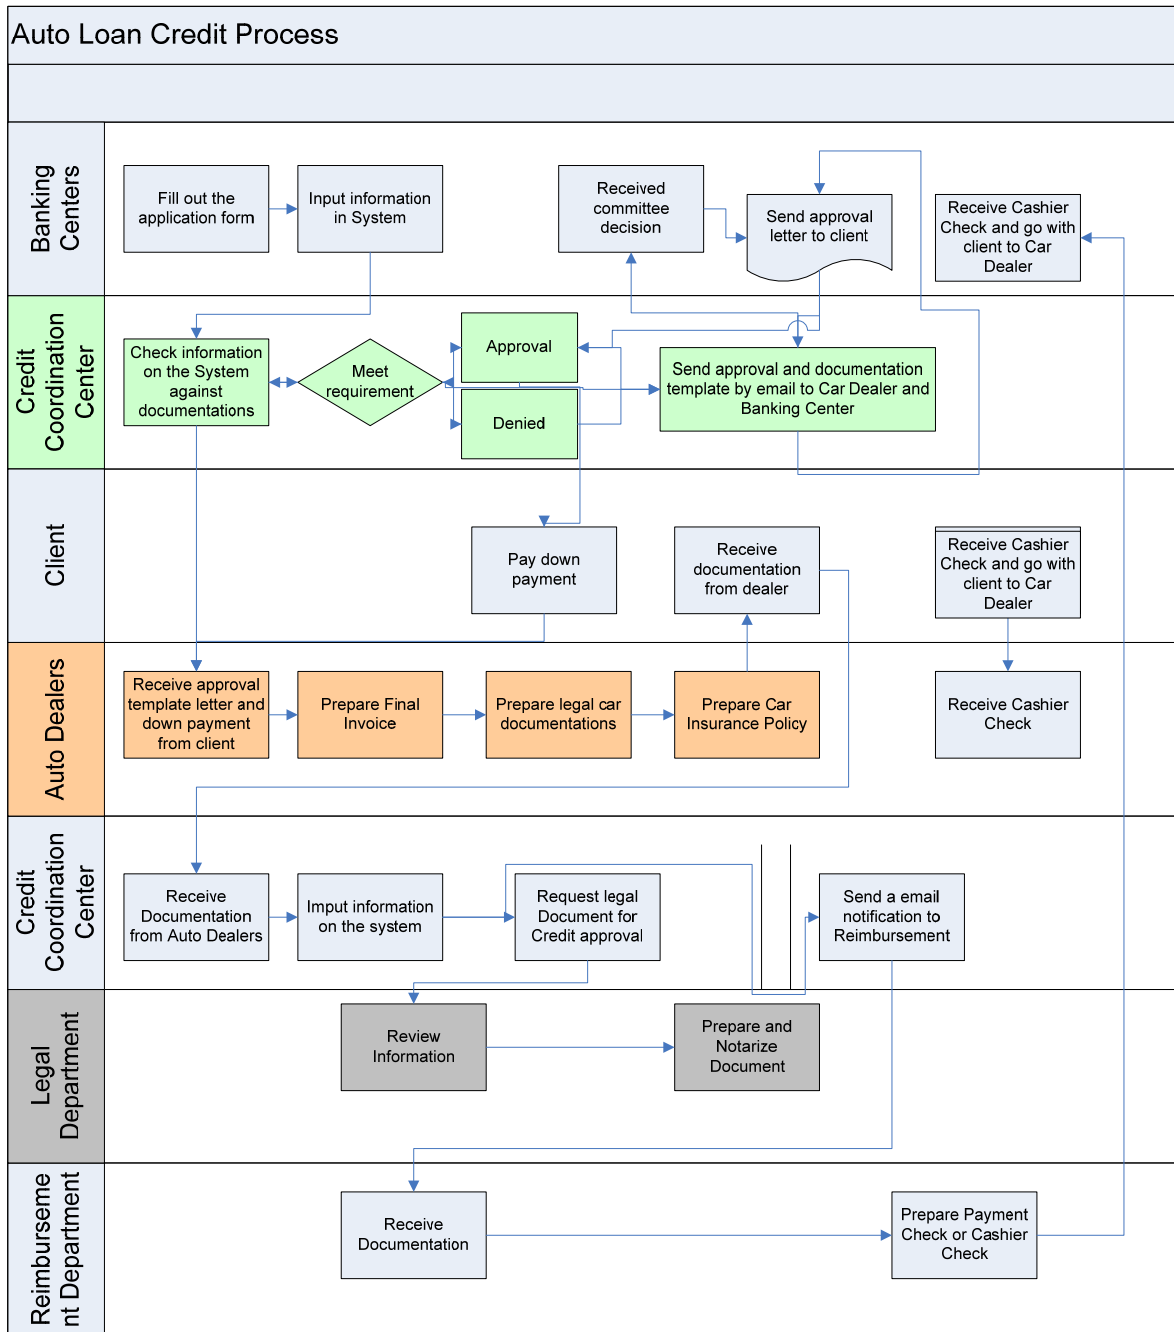 Auto Loan Credit Process
Banking
Centers
Fill out the
application form
Input information
in System
Received
committee
decision
Send approval
letter to client
Receive Cashier
Check and go with
client to Car
Dealer
Credit
Coordination
Center
Check information
on the System
against
documentations
Meet
requirement
Approval
Denied
Send approval and documentation
template by email to Car Dealer and
Banking Center
Client
Pay down
payment
Receive
documentation
from dealer
Receive Cashier
Check and go with
client to Car
Dealer
Auto Dealers
Receive approval
template letter and
down payment
from client
Prepare Final
Invoice
Prepare legal car
documentations
Prepare Car
Insurance Policy
Receive Cashier
Check
Credit
Coordination
Center
Receive
Documentation
from Auto Dealers
Imput information
on the system
Request legal
Document for
Credit approval
Send a email
notification to
Reimbursement
Legal
Department
Review
Information
Prepare and
Notarize
Document
Reimburseme
nt Department
Receive
Documentation
Prepare Payment
Check or Cashier
Check